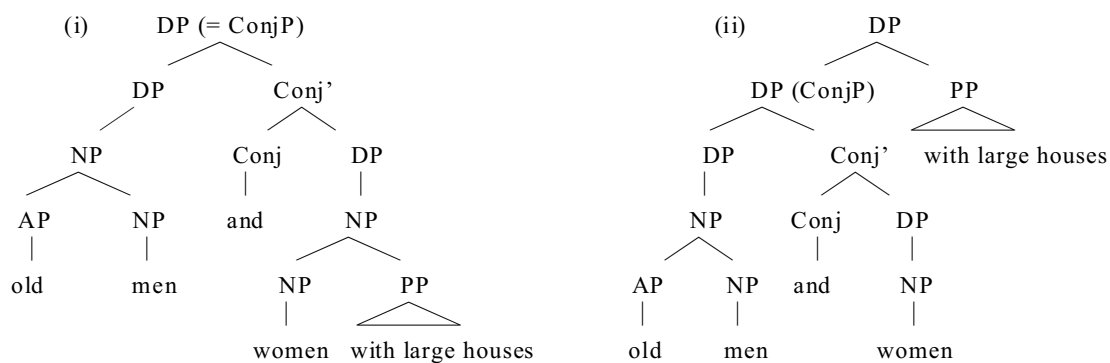 (i) DP (= ConjP) (ii) DP
DP Conj’ DP (ConjP) PP
NP Conj DP DP Conj’ with large houses
AP NP and NP NP Conj DP
old men NP PP AP NP and NP
women with large houses old men women